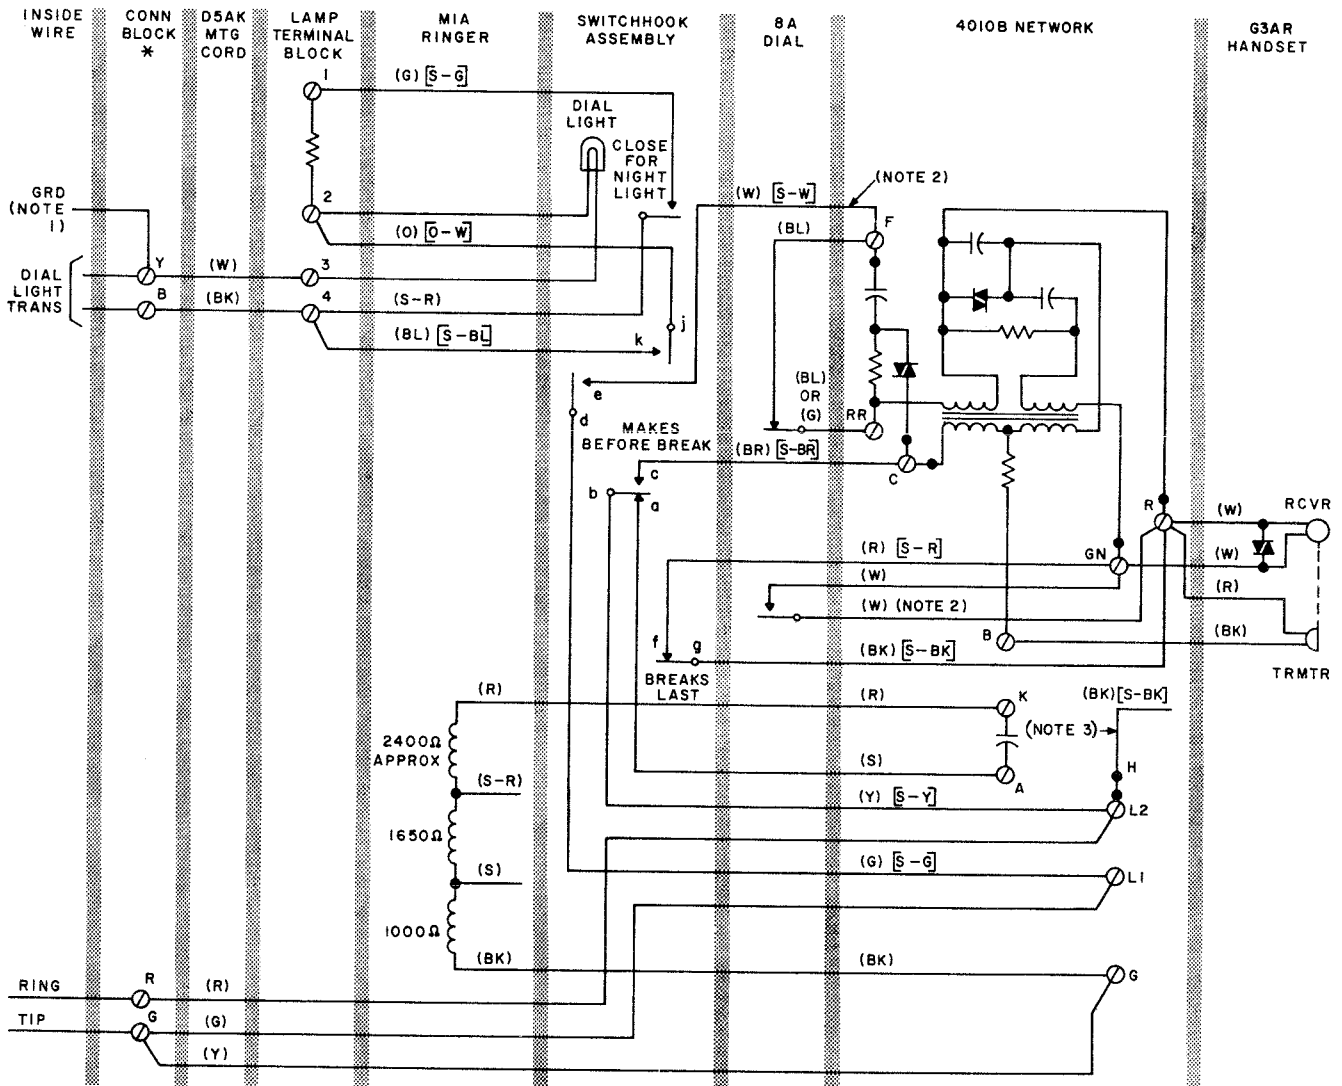 INSIDE
WIRE
CONN
BLOCK
*
D5AK
MTG
CORD
LAMP
TERMINAL
BLOCK
M1A
RINGER
SWITCHHOOK
ASSEMBLY
8A
DIAL
4010B NETWORK
G3AR
HANDSET
1
(G) [S-G]
DIAL
LIGHT
CLOSE
FOR
NIGHT
LIGHT
GRD
(NOTE
1)
2
(O) [O-W]
(W) [S-W]
(NOTE 2)
F
(BL)
Y
(W)
3
DIAL
LIGHT
TRANS
B
(BK)
4
(S-R)
(BL) [S-BL]
j
k
e
d
(BL)
OR
(G)
RR
MAKES
BEFORE BREAK
(BR) [S-BR]
c
C
b
a
R
(W)
RCVR
(R) [S-R]
GN
(W)
(W)
(R)
(W) (NOTE 2)
B
(BK)
f
g
(BK) [S-BK]
BREAKS
LAST
TRMTR
(R)
(R)
K
(BK)[S-BK]
2400Ω
APPROX
(NOTE 3)
(S-R)
(S)
A
H
(Y) [S-Y]
L2
1650Ω
(S)
(G) [S-G]
L1
1000Ω
(BK)
(BK)
G
RING
R
(R)
TIP
G
(G)
(Y)